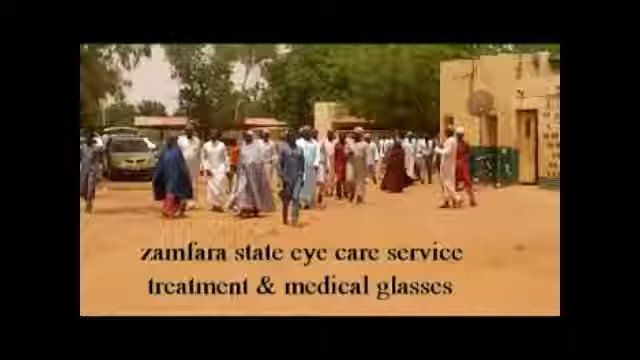 zamfara state eye care service
treatment & medical glasses